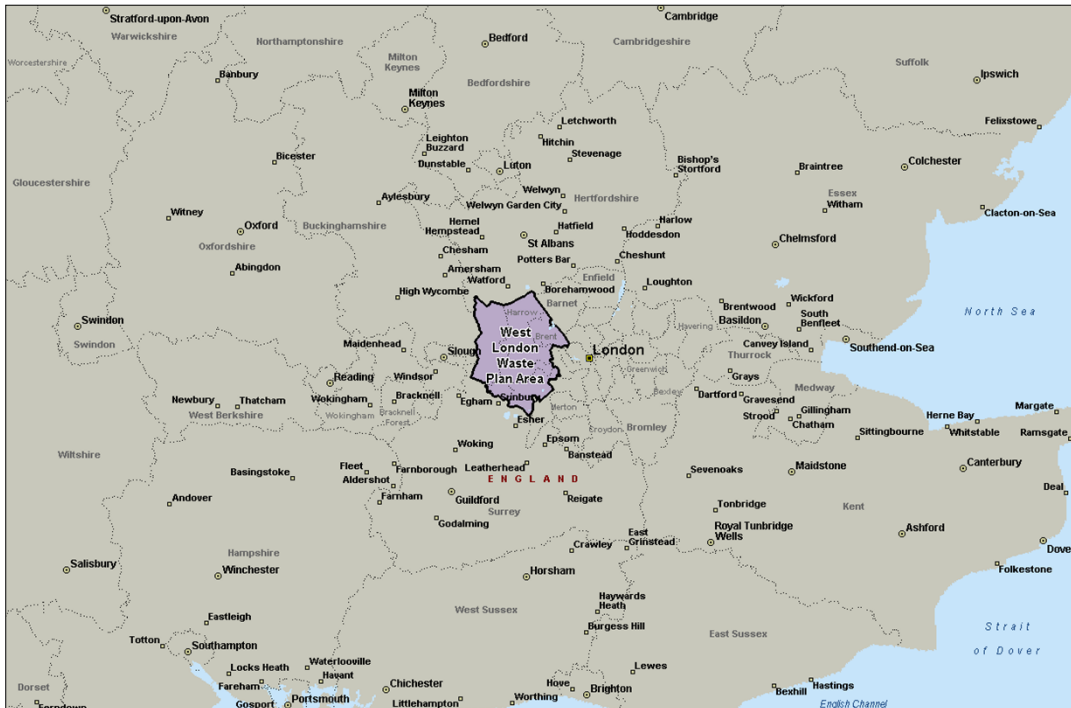 Stratford-upon-Avon
Cambridge
Warwickshire
Northamptonshire
Bedford
Cambridgeshire
Milton
Keynes
Worcestershire
Suffolk
Banbury
Bedfordshire
Ipswich
Milton
Keynes
Letchworth
Felixstowe
Leighton
Buzzard
Hitchin
Bicester
Dunstable
Luton
Stevenage
Bishop's
Stortford
Braintree
Colchester
Gloucestershire
Aylesbury
Welwyn
Essex
Welwyn Garden City
Hertfordshire
Witham
Clacton-on-Sea
Witney
Oxford
Buckinghamshire
Hemel
Hempstead
Hatfield
Harlow
Hoddesdon
Oxfordshire
St Albans
Chelmsford
Chesham
Potters Bar
Cheshunt
Abingdon
Amersham
Enfield
Watford
Borehamwood
Loughton
High Wycombe
Barnet
Brentwood
Wickford
Harrow
South
Benfleet
North Sea
Swindon
Havering
Basildon
West
London
Waste
Plan Area
Brent
Swindon
Maidenhead
Slough
London
Canvey Island
Southend-on-Sea
Thurrock
Windsor
Greenwich
Grays
Reading
Bexley
Dartford
Medway
Newbury
Thatcham
Wokingham
Bracknell
Egham
Sunbury
Gravesend
West Berkshire
Wokingham
Bracknell
Forest
Merton
Strood
Gillingham
Chatham
Herne Bay
Margate
Esher
Croydon
Bromley
Sittingbourne
Whitstable
Ramsgate
Wiltshire
Woking
Epsom
Banstead
Basingstoke
Fleet
Farnborough
Leatherhead
Sevenoaks
Maidstone
Canterbury
Aldershot
ENGLAND
Andover
Farnham
Guildford
Reigate
Deal
Surrey
Tonbridge
Kent
Godalming
Royal Tunbridge
Wells
Ashford
Crawley
East
Grinstead
Dove
Hampshire
Salisbury
Winchester
Horsham
Folkestone
West Sussex
Haywards
Heath
Eastleigh
Burgess Hill
East Sussex
Strait
of Dover
Totton
Southampton
Locks Heath
Waterlooville
Lewes
Havant
Dorset
Fareham
Chichester
Hove
Brighton
Bexhill
Hastings
Gosport
Portsmouth
Littlehampton
Worthing
English Channel